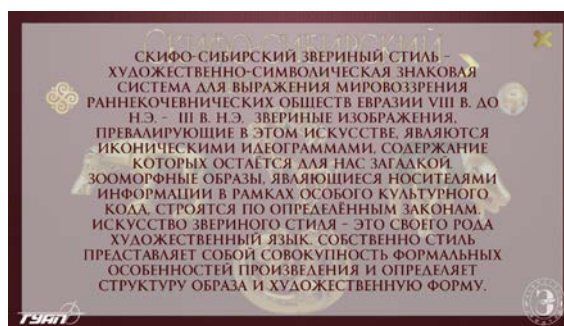 СКИФО-СИБИРСКИЙ ЗВЕРИНЫЙ СТИЛЬ -
ХУДОЖЕСТВЕННО-СИМВОЛИЧЕСКАЯ ЗНАКОВАЯ
СИСТЕМА ДЛЯ ВЫРАЖЕНИЯ МИРОВОЗЗРЕНИЯ
РАННЕКОЧЕВНИЧЕСКИХ ОБЩЕСТВ ЕВРАЗИИ VIII В. ДО
Н.Э. - III В. Н.Э. ЗВЕРИНЫЕ ИЗОБРАЖЕНИЯ,
ПРЕВАЛИРУЮЩИЕ В ЭТОМ ИСКУССТВЕ, ЯВЛЯЮТСЯ
ИКОНИЧЕСКИМИ ИДЕОГРАММАМИ, СОДЕРЖАНИЕ
КОТОРЫХ ОСТАЁТСЯ ДЛЯ НАС ЗАГАДКОЙ.
ЗООМОРФНЫЕ ОБРАЗЫ, ЯВЛЯЮЩИЕСЯ НОСИТЕЛЯМИ
ИНФОРМАЦИИ В РАМКАХ ОСОБОГО КУЛЬТУРНОГО
КОДА, СТРОЯТСЯ ПО ОПРЕДЕЛЁННЫМ ЗАКОНАМ.
ИСКУССТВО ЗВЕРИНОГО СТИЛЯ - ЭТО СВОЕГО РОДА
ХУДОЖЕСТВЕННЫЙ ЯЗЫК. СОБСТВЕННО СТИЛЬ
ПРЕДСТАВЛЯЕТ СОБОЙ СОВОКУПНОСТЬ ФОРМАЛЬНЫХ
ОСОБЕННОСТЕЙ ПРОИЗВЕДЕНИЯ И ОПРЕДЕЛЯЕТ
СТРУКТУРУ ОБРАЗА И ХУДОЖЕСТВЕННУЮ ФОРМУ.
СКИФО-СИБИРСКИЙ
ГУАП
Э